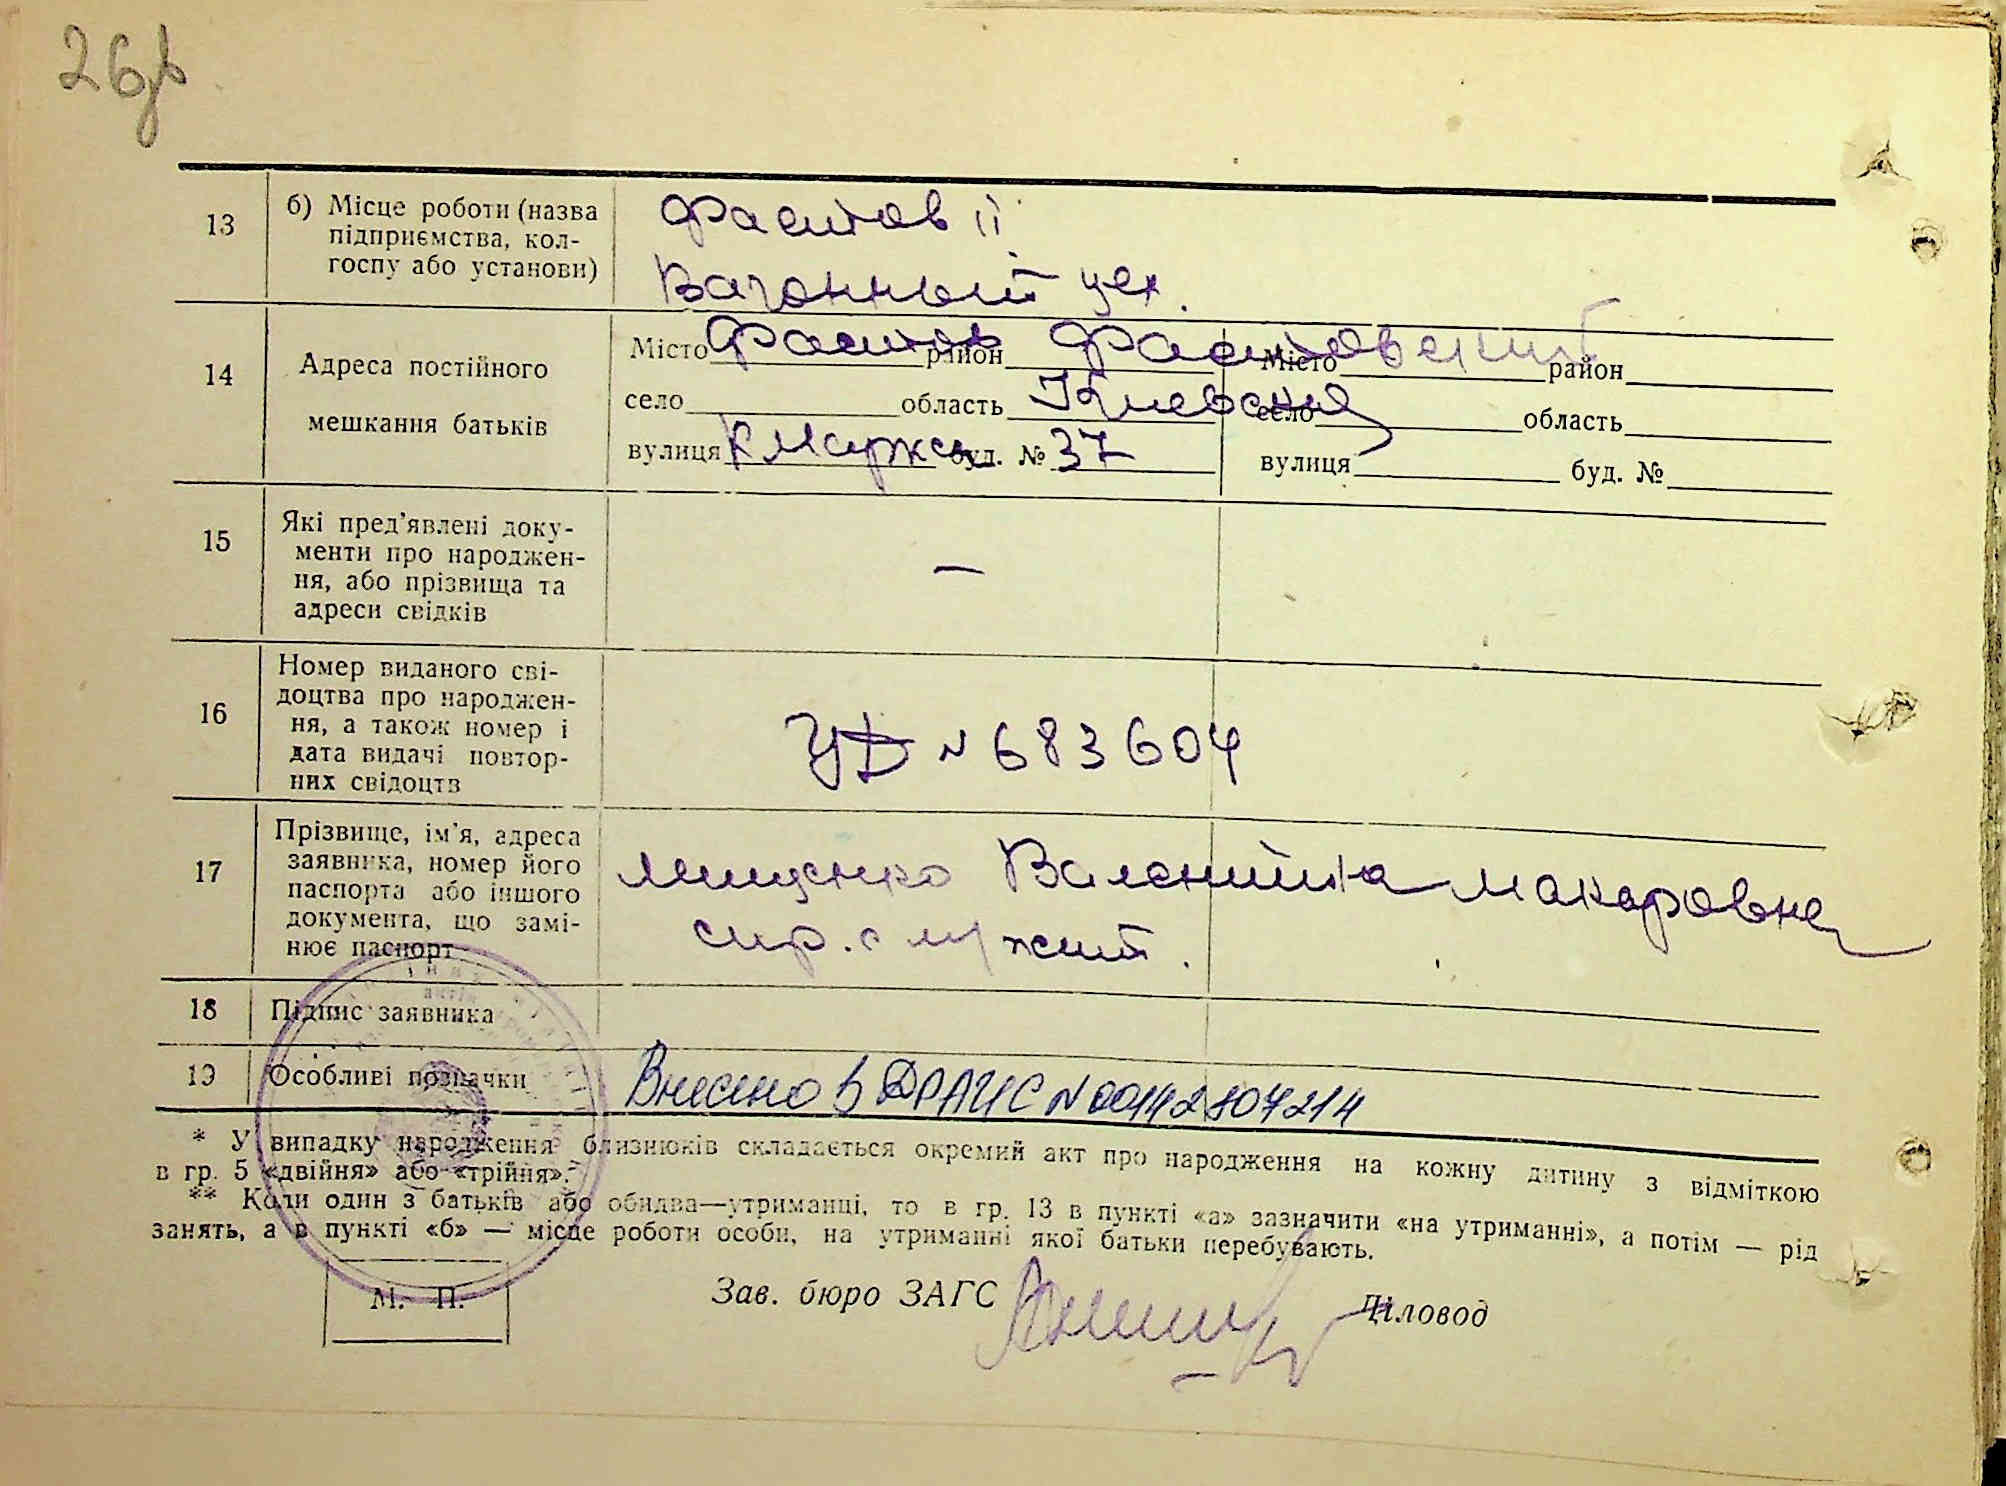 13 б) Місце роботи (назва
підприємства, кол-
госпу або установи)
Фастов II
Вагонный цех.
14 Адреса постійного
мешкання батьків
Місто Фастов район Фастовский Місто район
село область Киевская село область
вулиця К Маркса буд. № 37 вулиця буд. №
15 Які пред'явлені доку-
менти про народжен-
ня, або прізвища та
адреси свідків
—
16 Номер виданого сві-
доцтва про народжен-
ня, а також номер і
дата видачі повтор-
них свідоцтв
УД N 683604
17 Прізвище, ім'я, адреса
заявника, номер його
паспорта або іншого
документа, що замі-
нює паспорт
Мищенко Валентина Макаровна
18 Підпис заявника
19 Особливі позначки
Внесено в ДРАЦС N 00142807214
* У випадку народження близнюків складається окремий акт про народження на кожну дитину з відміткою
в гр. 5 «двійня» або «трійня».
** Коли один з батьків або обидва—утриманці, то в гр. 13 в пункті «а» зазначити «на утриманні», а потім — рід
занять, а в пункті «б» — місце роботи особи, на утриманні якої батьки перебувають.
М. П.
Зав. бюро ЗАГС Діловод